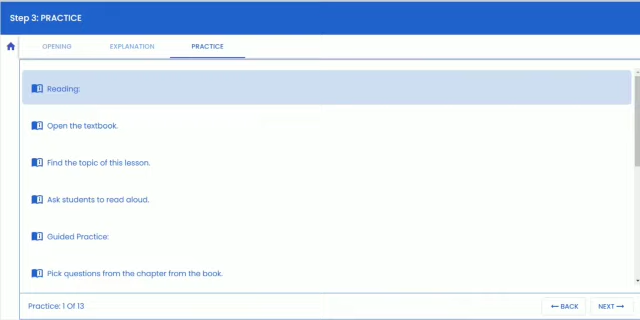 Step 3: PRACTICE
OPENING EXPLANATION PRACTICE
Reading:
Open the textbook.
Find the topic of this lesson.
Ask students to read aloud.
Guided Practice:
Pick questions from the chapter from the book.
Practice: 1 Of 13
BACK NEXT